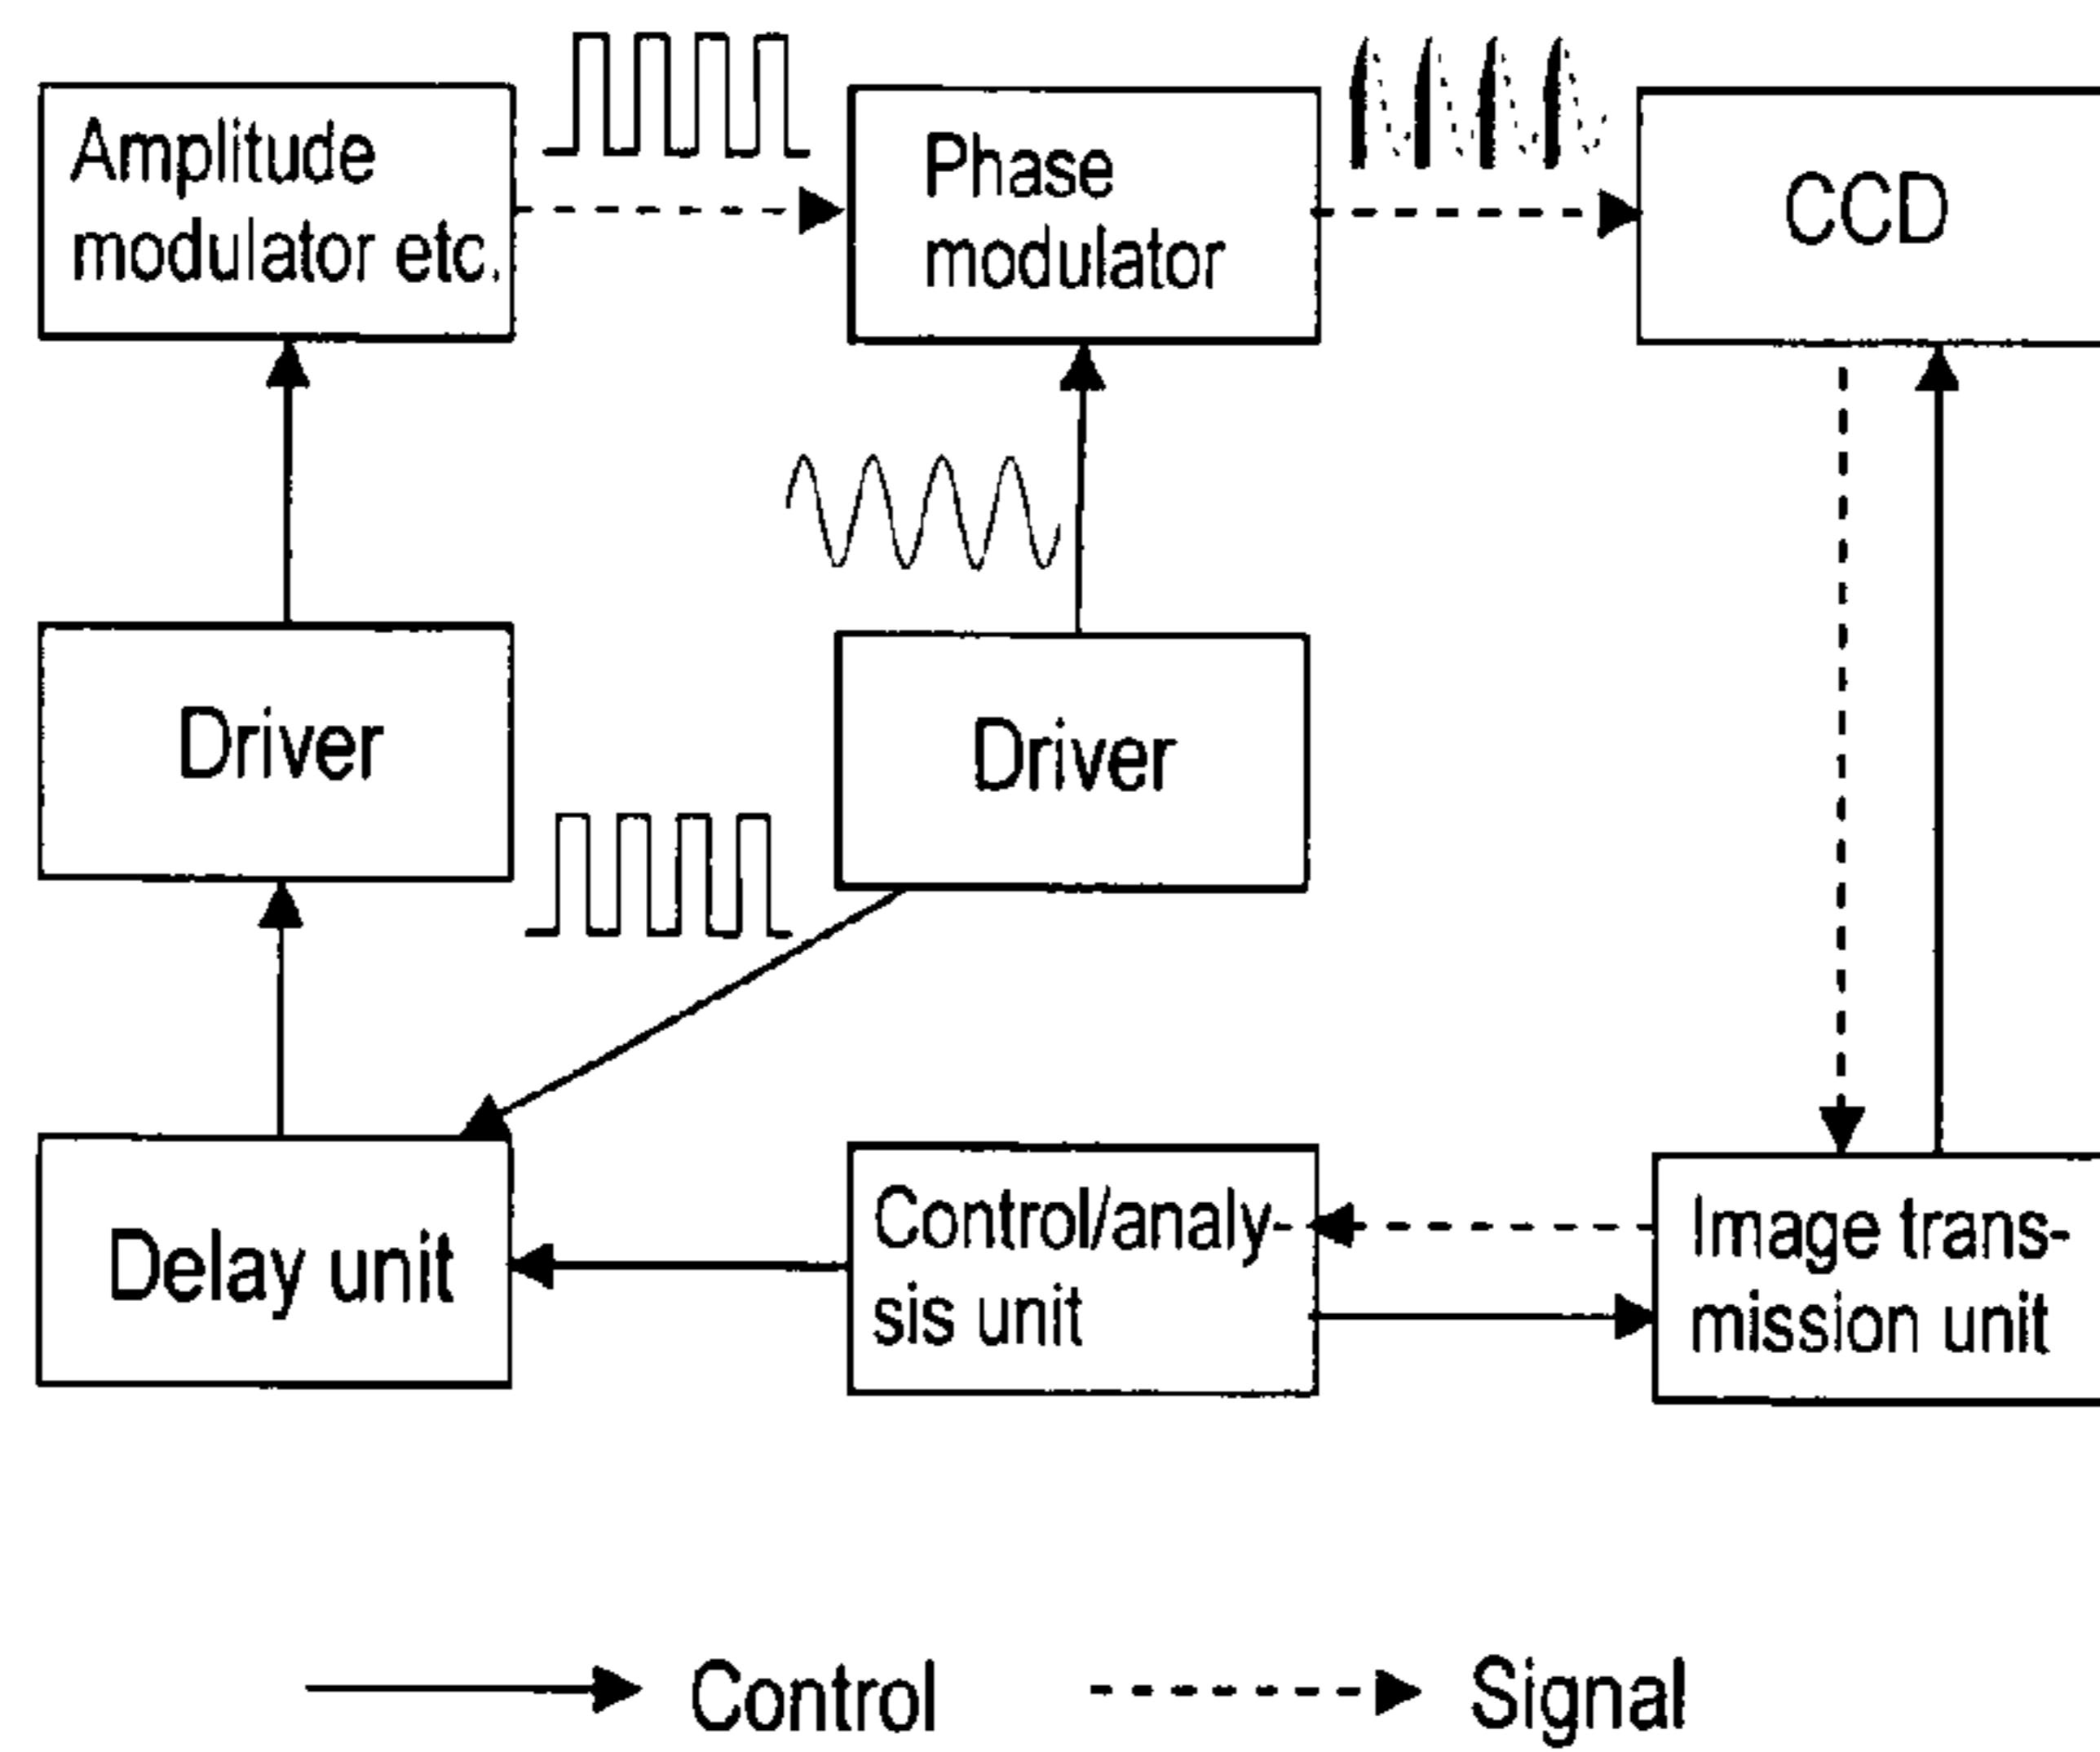 Amplitude
modulator etc.
Phase
modulator
CCD
Driver
Driver
Delay unit
Control/analy-
sis unit
Image trans-
mission unit
Control
Signal